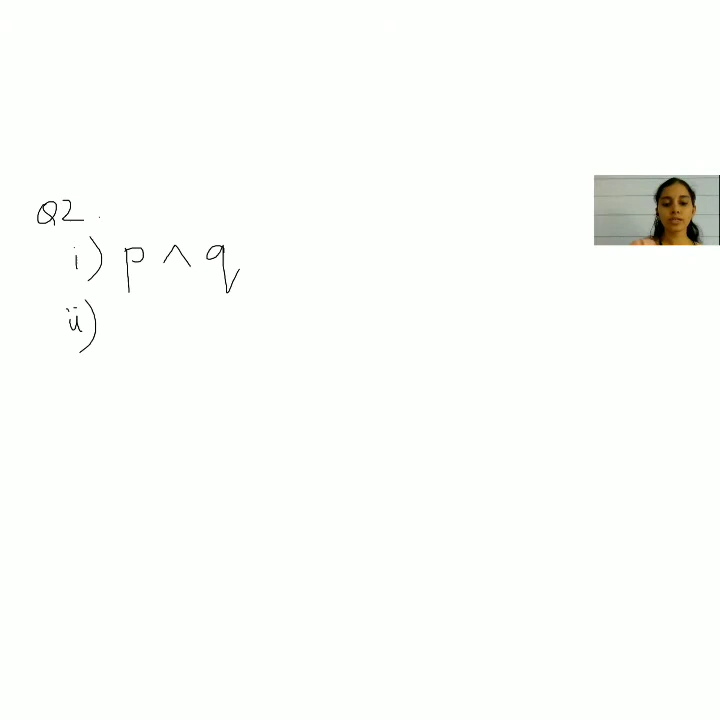 Q2.
i) p ∧ q
ii)